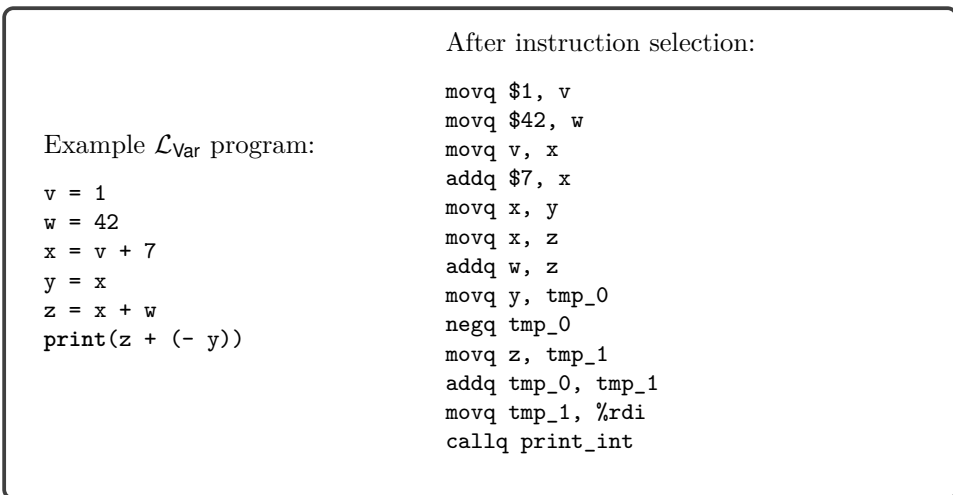 Example ℒVar program:
v = 1
w = 42
x = v + 7
y = x
z = x + w
print(z + (- y))
After instruction selection:
movq $1, v
movq $42, w
movq v, x
addq $7, x
movq x, y
movq x, z
addq w, z
movq y, tmp_0
negq tmp_0
movq z, tmp_1
addq tmp_0, tmp_1
movq tmp_1, %rdi
callq print_int